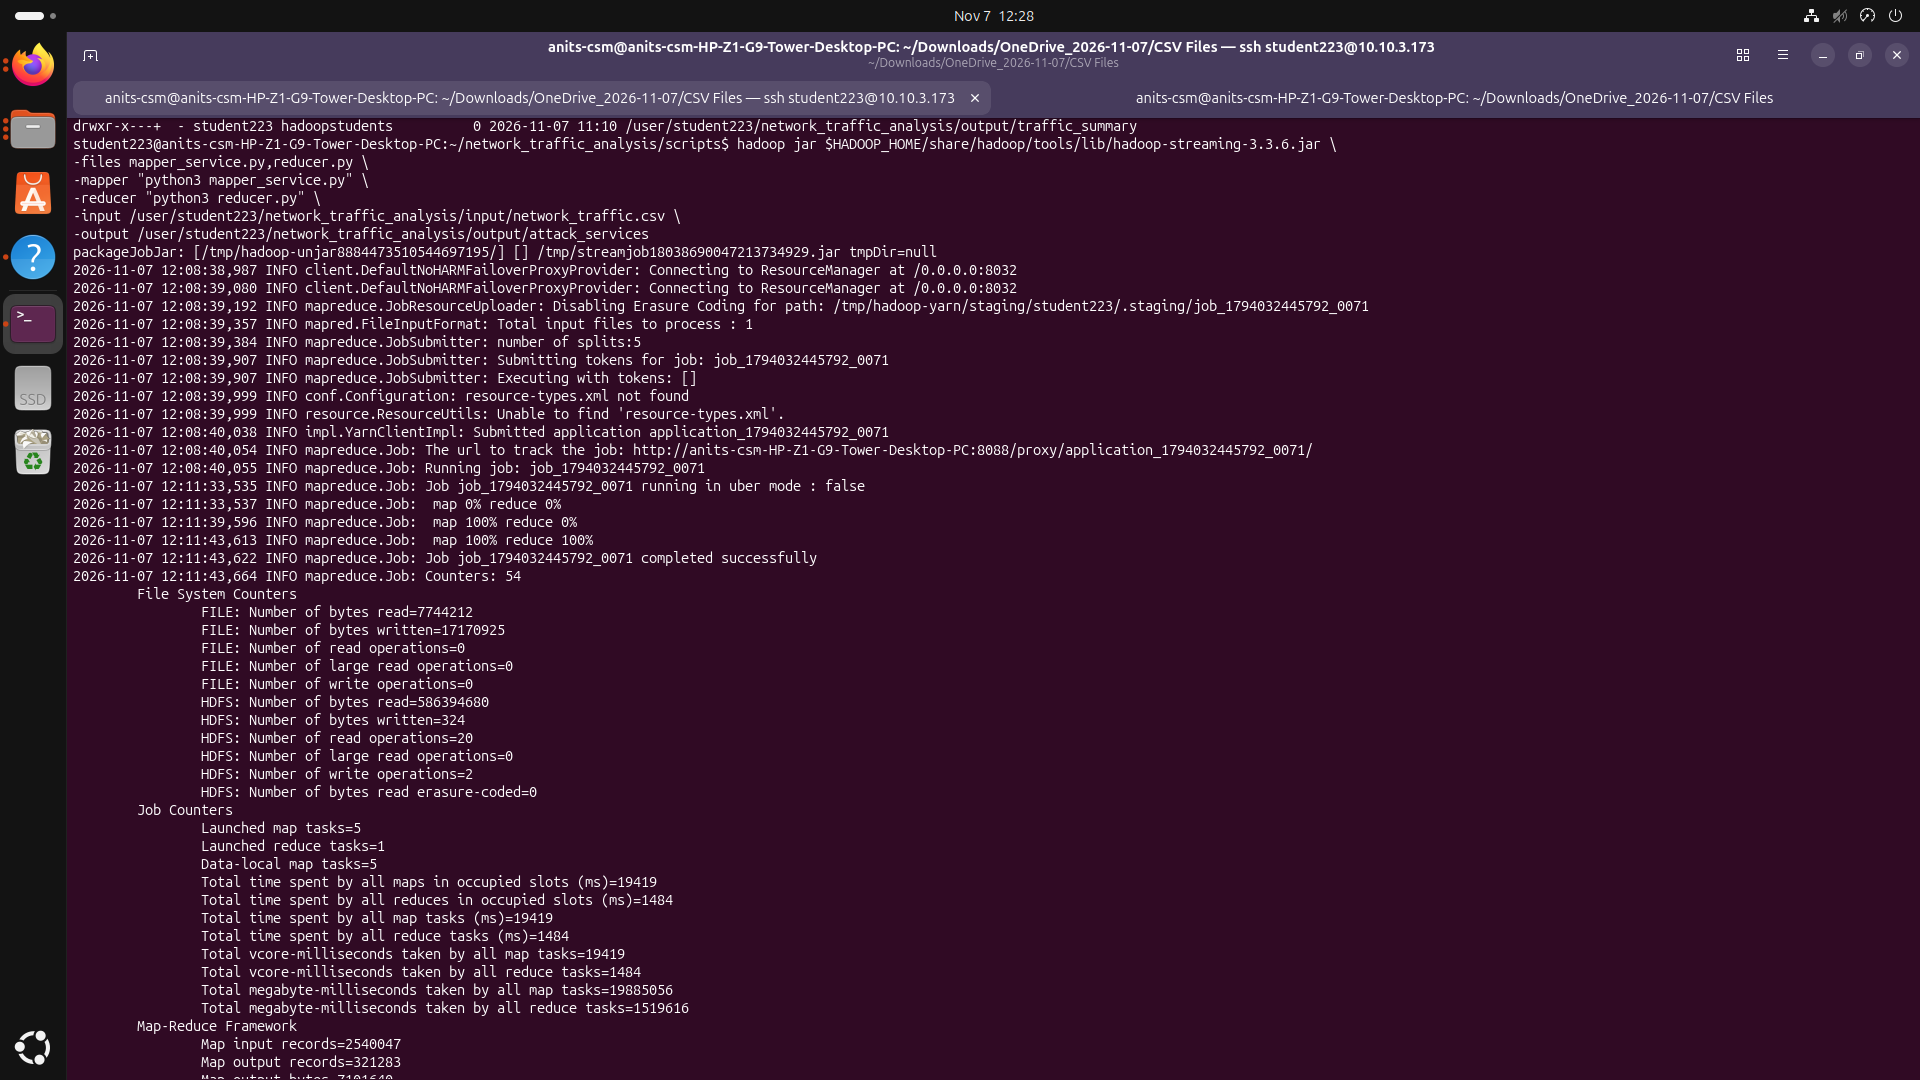 Nov 7 12:28
anits-csm@anits-csm-HP-Z1-G9-Tower-Desktop-PC: ~/Downloads/OneDrive_2026-11-07/CSV Files — ssh student223@10.10.3.173
~/Downloads/OneDrive_2026-11-07/CSV Files
anits-csm@anits-csm-HP-Z1-G9-Tower-Desktop-PC: ~/Downloads/OneDrive_2026-11-07/CSV Files — ssh student223@10.10.3.173
anits-csm@anits-csm-HP-Z1-G9-Tower-Desktop-PC: ~/Downloads/OneDrive_2026-11-07/CSV Files
SSD
drwxr-x---+  - student223 hadoopstudents          0 2026-11-07 11:10 /user/student223/network_traffic_analysis/output/traffic_summary
student223@anits-csm-HP-Z1-G9-Tower-Desktop-PC:~/network_traffic_analysis/scripts$ hadoop jar $HADOOP_HOME/share/hadoop/tools/lib/hadoop-streaming-3.3.6.jar \
-files mapper_service.py,reducer.py \
-mapper "python3 mapper_service.py" \
-reducer "python3 reducer.py" \
-input /user/student223/network_traffic_analysis/input/network_traffic.csv \
-output /user/student223/network_traffic_analysis/output/attack_services
packageJobJar: [/tmp/hadoop-unjar8884473510544697195/] [] /tmp/streamjob18038690047213734929.jar tmpDir=null
2026-11-07 12:08:38,987 INFO client.DefaultNoHARMFailoverProxyProvider: Connecting to ResourceManager at /0.0.0.0:8032
2026-11-07 12:08:39,080 INFO client.DefaultNoHARMFailoverProxyProvider: Connecting to ResourceManager at /0.0.0.0:8032
2026-11-07 12:08:39,192 INFO mapreduce.JobResourceUploader: Disabling Erasure Coding for path: /tmp/hadoop-yarn/staging/student223/.staging/job_1794032445792_0071
2026-11-07 12:08:39,357 INFO mapred.FileInputFormat: Total input files to process : 1
2026-11-07 12:08:39,384 INFO mapreduce.JobSubmitter: number of splits:5
2026-11-07 12:08:39,907 INFO mapreduce.JobSubmitter: Submitting tokens for job: job_1794032445792_0071
2026-11-07 12:08:39,907 INFO mapreduce.JobSubmitter: Executing with tokens: []
2026-11-07 12:08:39,999 INFO conf.Configuration: resource-types.xml not found
2026-11-07 12:08:39,999 INFO resource.ResourceUtils: Unable to find 'resource-types.xml'.
2026-11-07 12:08:40,038 INFO impl.YarnClientImpl: Submitted application application_1794032445792_0071
2026-11-07 12:08:40,054 INFO mapreduce.Job: The url to track the job: http://anits-csm-HP-Z1-G9-Tower-Desktop-PC:8088/proxy/application_1794032445792_0071/
2026-11-07 12:08:40,055 INFO mapreduce.Job: Running job: job_1794032445792_0071
2026-11-07 12:11:33,535 INFO mapreduce.Job: Job job_1794032445792_0071 running in uber mode : false
2026-11-07 12:11:33,537 INFO mapreduce.Job:  map 0% reduce 0%
2026-11-07 12:11:39,596 INFO mapreduce.Job:  map 100% reduce 0%
2026-11-07 12:11:43,613 INFO mapreduce.Job:  map 100% reduce 100%
2026-11-07 12:11:43,622 INFO mapreduce.Job: Job job_1794032445792_0071 completed successfully
2026-11-07 12:11:43,664 INFO mapreduce.Job: Counters: 54
File System Counters
FILE: Number of bytes read=7744212
FILE: Number of bytes written=17170925
FILE: Number of read operations=0
FILE: Number of large read operations=0
FILE: Number of write operations=0
HDFS: Number of bytes read=586394680
HDFS: Number of bytes written=324
HDFS: Number of read operations=20
HDFS: Number of large read operations=0
HDFS: Number of write operations=2
HDFS: Number of bytes read erasure-coded=0
Job Counters
Launched map tasks=5
Launched reduce tasks=1
Data-local map tasks=5
Total time spent by all maps in occupied slots (ms)=19419
Total time spent by all reduces in occupied slots (ms)=1484
Total time spent by all map tasks (ms)=19419
Total time spent by all reduce tasks (ms)=1484
Total vcore-milliseconds taken by all map tasks=19419
Total vcore-milliseconds taken by all reduce tasks=1484
Total megabyte-milliseconds taken by all map tasks=19885056
Total megabyte-milliseconds taken by all reduce tasks=1519616
Map-Reduce Framework
Map input records=2540047
Map output records=321283
Map output bytes=7101640